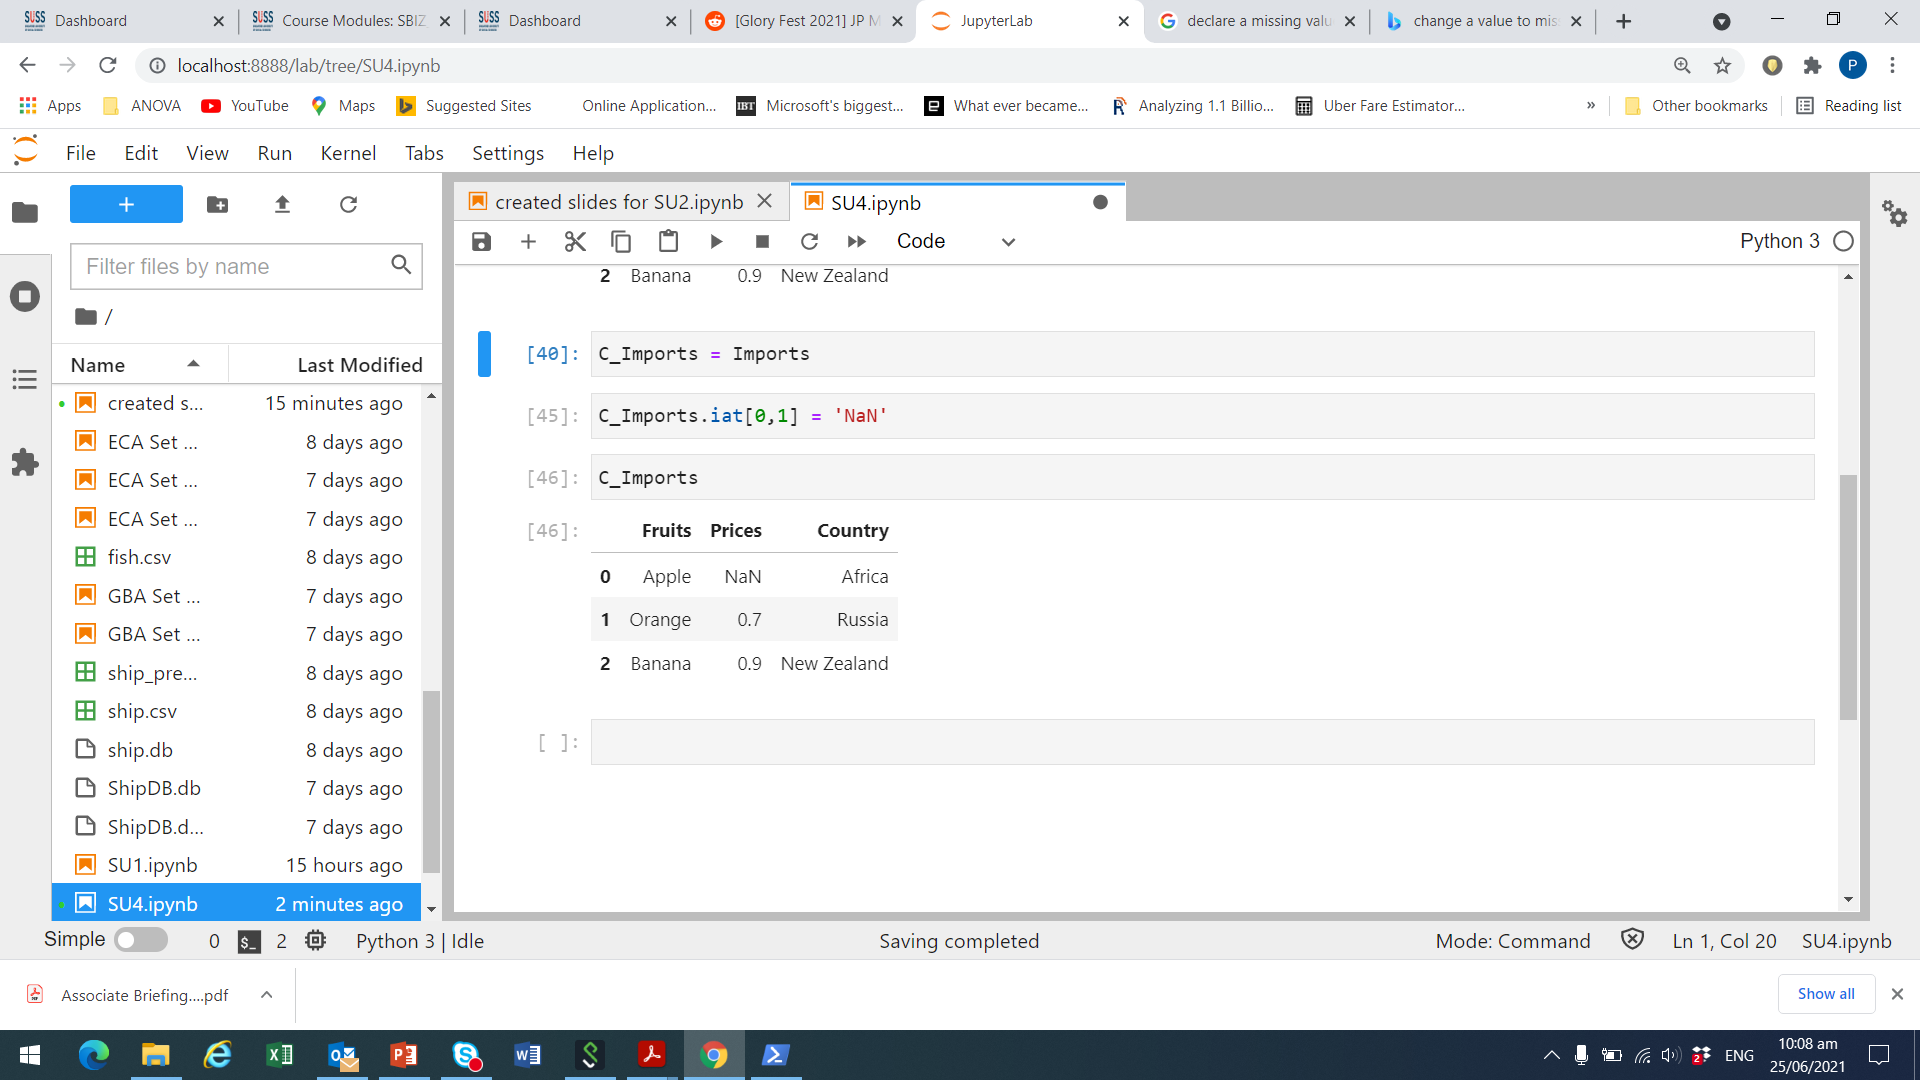 Dashboard
Course Modules: SBIZ
Dashboard
[Glory Fest 2021] JP M
JupyterLab
declare a missing valu
change a value to mis
localhost:8888/lab/tree/SU4.ipynb
P
Apps
ANOVA
YouTube
Maps
Suggested Sites
Online Application...
Microsoft's biggest...
What ever became...
Analyzing 1.1 Billio...
Uber Fare Estimator...
»
Other bookmarks
Reading list
File Edit View Run Kernel Tabs Settings Help
created slides for SU2.ipynb
SU4.ipynb
Code
Python 3
Filter files by name
/
Name Last Modified
created s... 15 minutes ago
ECA Set ... 8 days ago
ECA Set ... 7 days ago
ECA Set ... 7 days ago
fish.csv 8 days ago
GBA Set ... 7 days ago
GBA Set ... 7 days ago
ship_pre... 8 days ago
ship.csv 8 days ago
ship.db 8 days ago
ShipDB.db 7 days ago
ShipDB.d... 7 days ago
SU1.ipynb 15 hours ago
SU4.ipynb 2 minutes ago
2 Banana 0.9 New Zealand
[40]: C_Imports = Imports
[45]: C_Imports.iat[0,1] = 'NaN'
[46]: C_Imports
[46]: Fruits Prices Country
0 Apple NaN Africa
1 Orange 0.7 Russia
2 Banana 0.9 New Zealand
[ ]:
Simple 0 2 Python 3 | Idle Saving completed Mode: Command Ln 1, Col 20 SU4.ipynb
Associate Briefing....pdf
Show all
ENG
10:08 am
25/06/2021